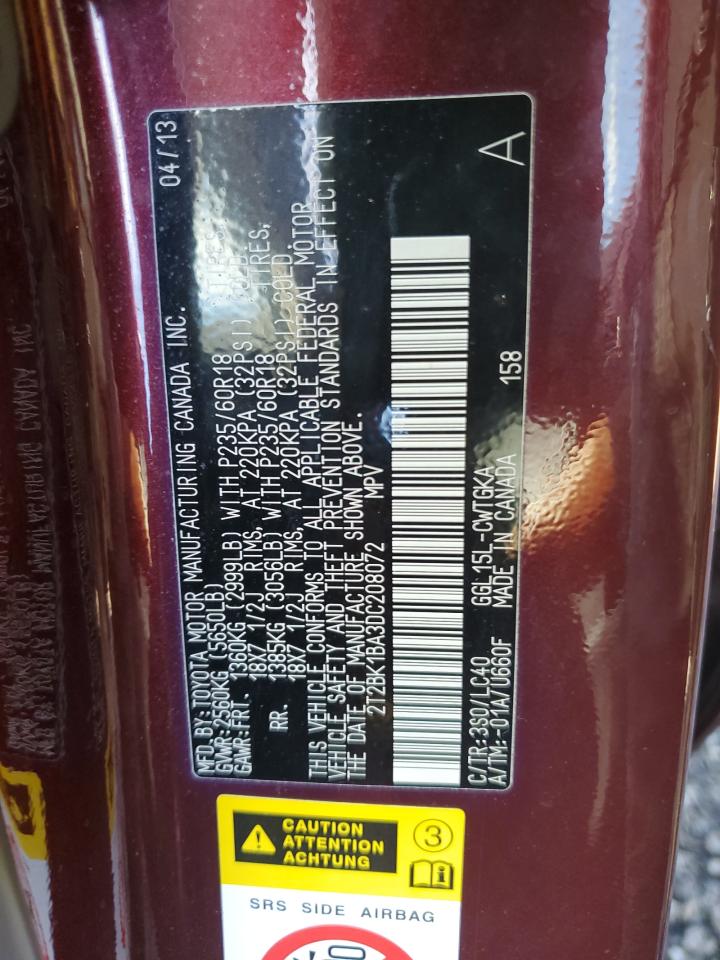 MFD. BY: TOYOTA MOTOR MANUFACTURING CANADA INC. 04/13
GVWR: 2560KG (5650LB)
GAWR: FRT. 1360KG (2999LB) WITH P235/60R18 TIRES,
18X7 1/2J RIMS, AT 220KPA (32PSI) COLD.
RR. 1385KG (3056LB) WITH P235/60R18 TIRES,
18X7 1/2J RIMS, AT 220KPA (32PSI) COLD.
THIS VEHICLE CONFORMS TO ALL APPLICABLE FEDERAL MOTOR
VEHICLE SAFETY AND THEFT PREVENTION STANDARDS IN EFFECT ON
THE DATE OF MANUFACTURE SHOWN ABOVE.
2T2BK1BA3DC208072 MPV
C/TR: 3S0/LC40 GGL15L-CWTGKA 158 A
A/TM: -01A/U660F MADE IN CANADA
CAUTION
ATTENTION
ACHTUNG
3
SRS SIDE AIRBAG